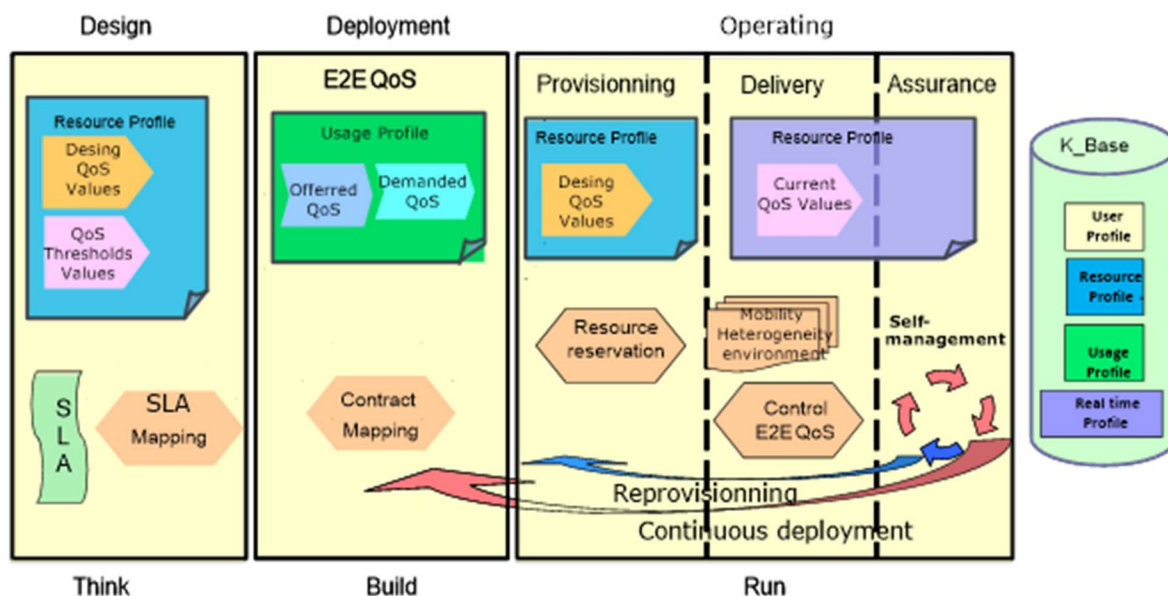 Design
Deployment
Operating
E2E QoS
Provisionning
Delivery
Assurance
Resource Profile
Desing
QoS
Values
QoS
Thresholds
Values
Usage Profile
Offerred
QoS
Demanded
QoS
Resource Profile
Desing
QoS
Values
Resource Profile
Current
QoS Values
K_Base
User
Profile
Resource
Profile
Usage
Profile
Real time
Profile
Resource
reservation
Mobility
Heterogeneity
environment
Self-
management
S
L
A
SLA
Mapping
Contract
Mapping
Control
E2E QoS
Reprovisionning
Continuous deployment
Think
Build
Run